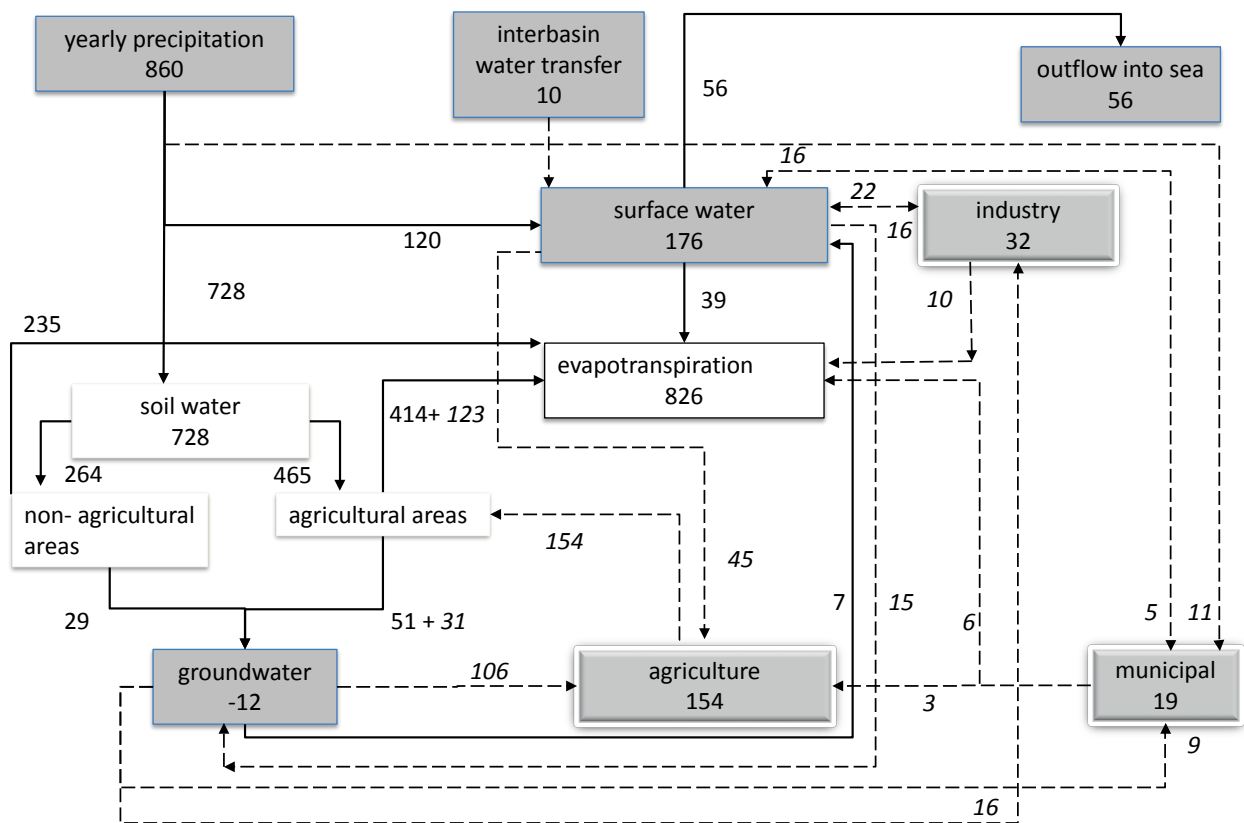 yearly precipitation
860
interbasin
water transfer
10
outflow into sea
56
56
16
surface water
176
22
16
industry
32
120
728
39
10
235
evapotranspiration
826
soil water
728
414+ 123
264
465
non- agricultural
areas
agricultural areas
154
45
29
51 + 31
7
15
6
5
11
groundwater
-12
106
agriculture
154
3
municipal
19
9
16